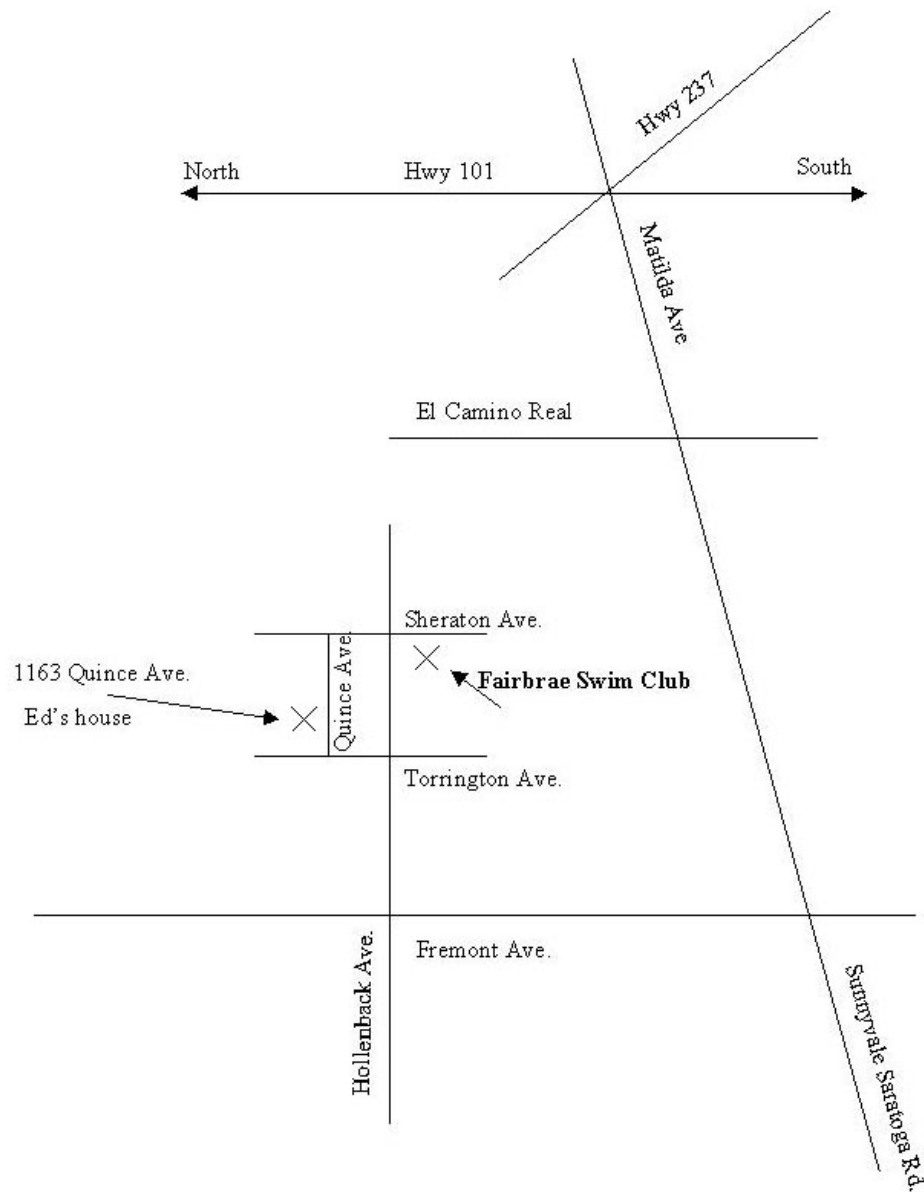 Hwy 237
North
Hwy 101
South
Matilda Ave
El Camino Real
Sheraton Ave.
1163 Quince Ave.
Ed's house
Quince Ave.
Fairbrae Swim Club
Torrington Ave.
Fremont Ave.
Hollenback Ave.
Sunnyvale Saratoga Rd.